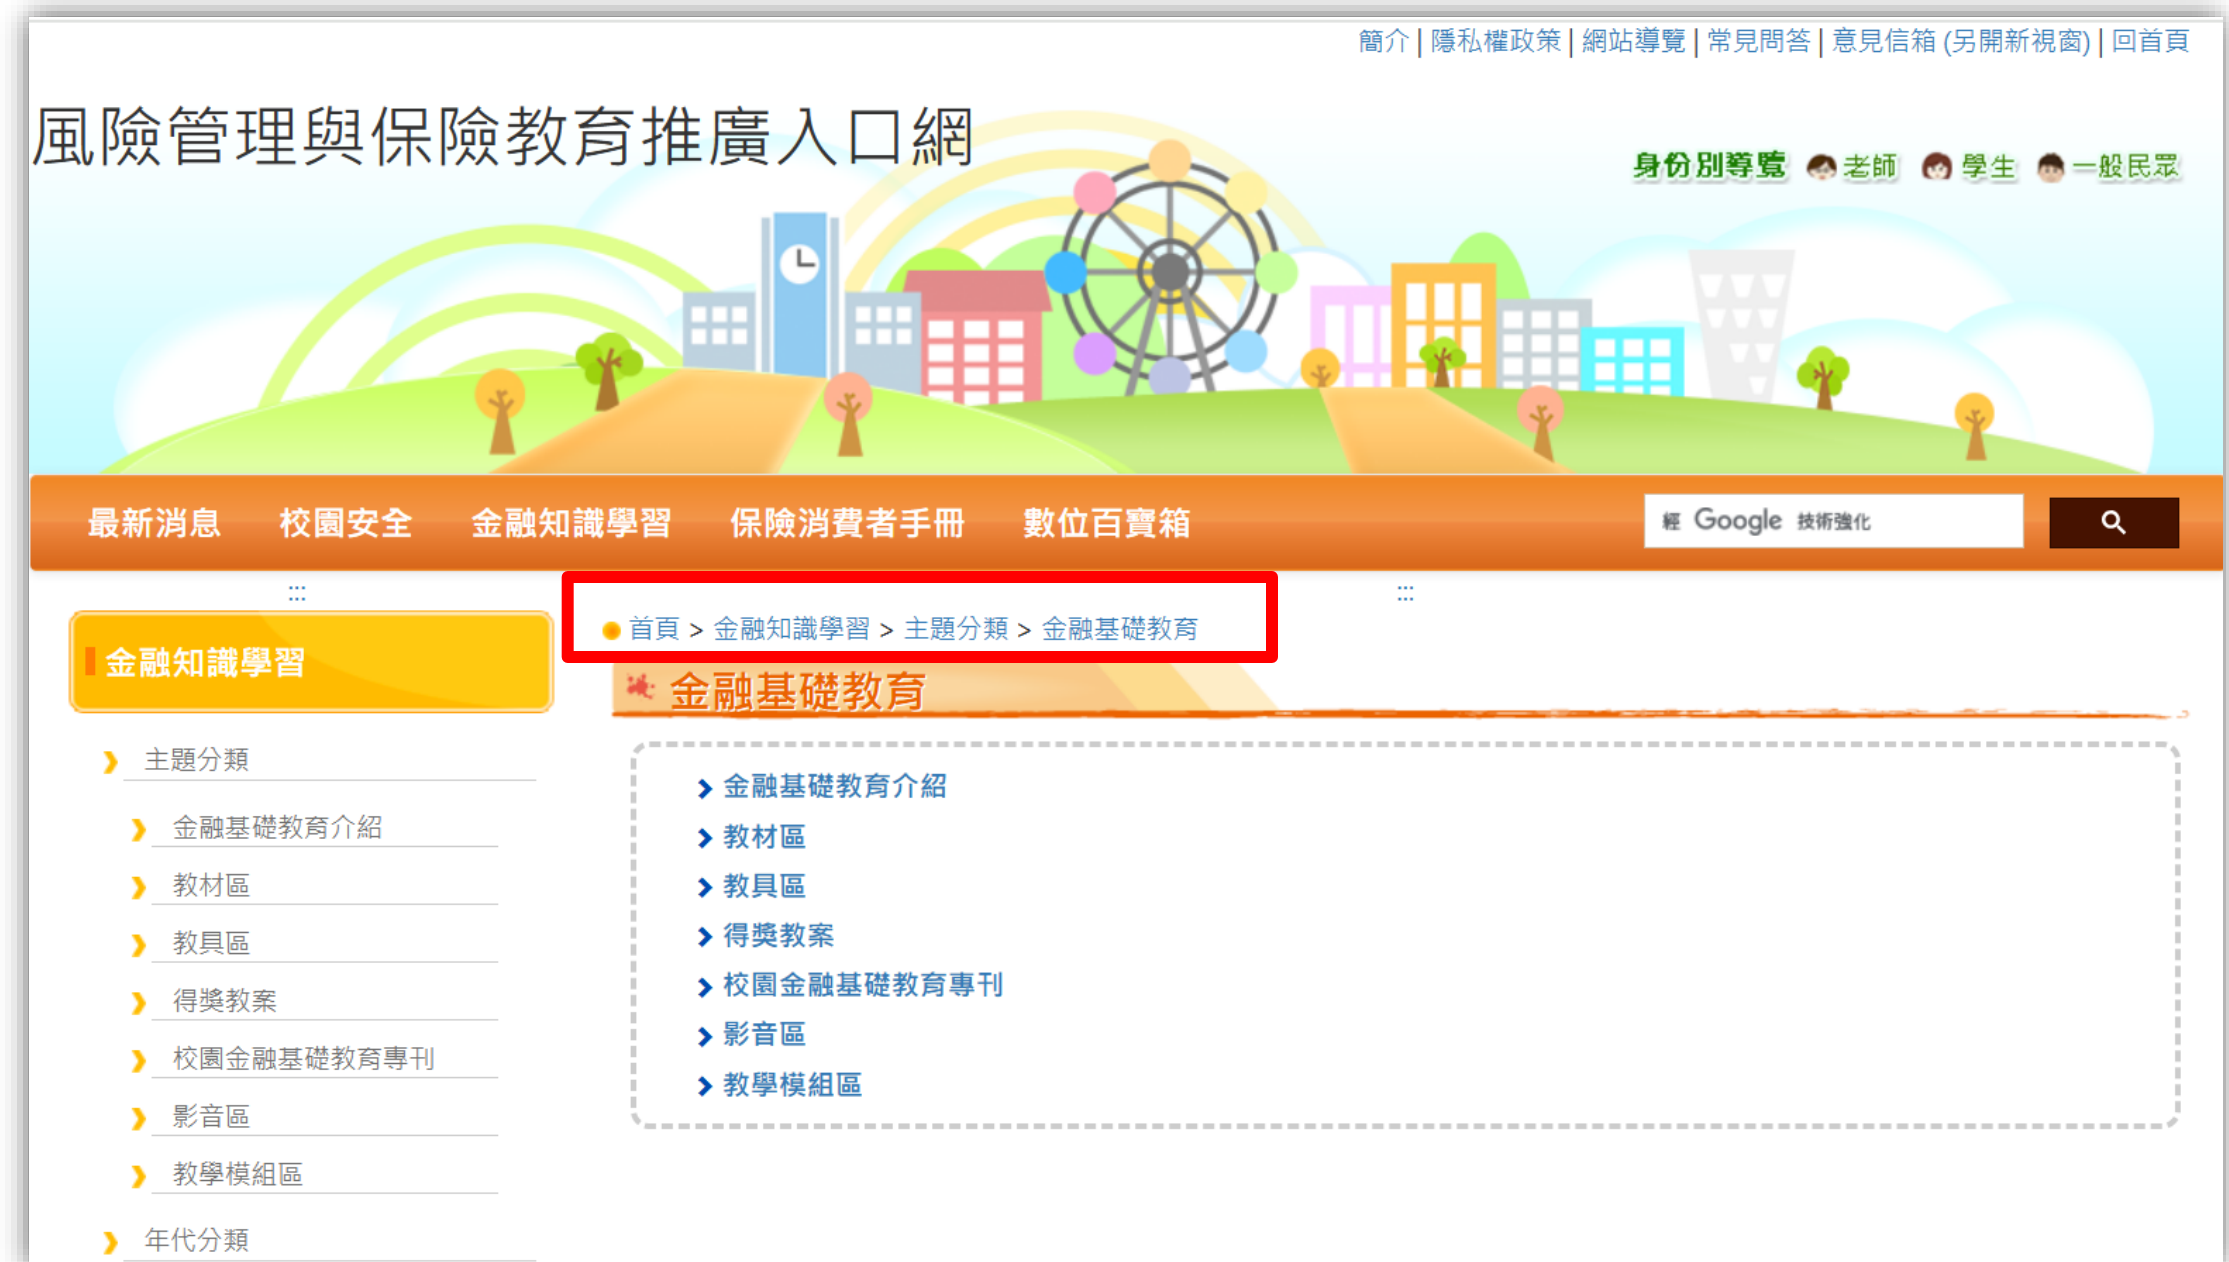 簡介 | 隱私權政策 | 網站導覽 | 常見問答 | 意見信箱 (另開新視窗) | 回首頁
風險管理與保險教育推廣入口網
身份別導覽 老師 學生 一般民眾
最新消息 校園安全 金融知識學習 保險消費者手冊 數位百寶箱
經 Google 技術強化
::: :::
首頁 > 金融知識學習 > 主題分類 > 金融基礎教育
金融知識學習
主題分類
金融基礎教育介紹
教材區
教具區
得獎教案
校園金融基礎教育專刊
影音區
教學模組區
年代分類
金融基礎教育
金融基礎教育介紹
教材區
教具區
得獎教案
校園金融基礎教育專刊
影音區
教學模組區